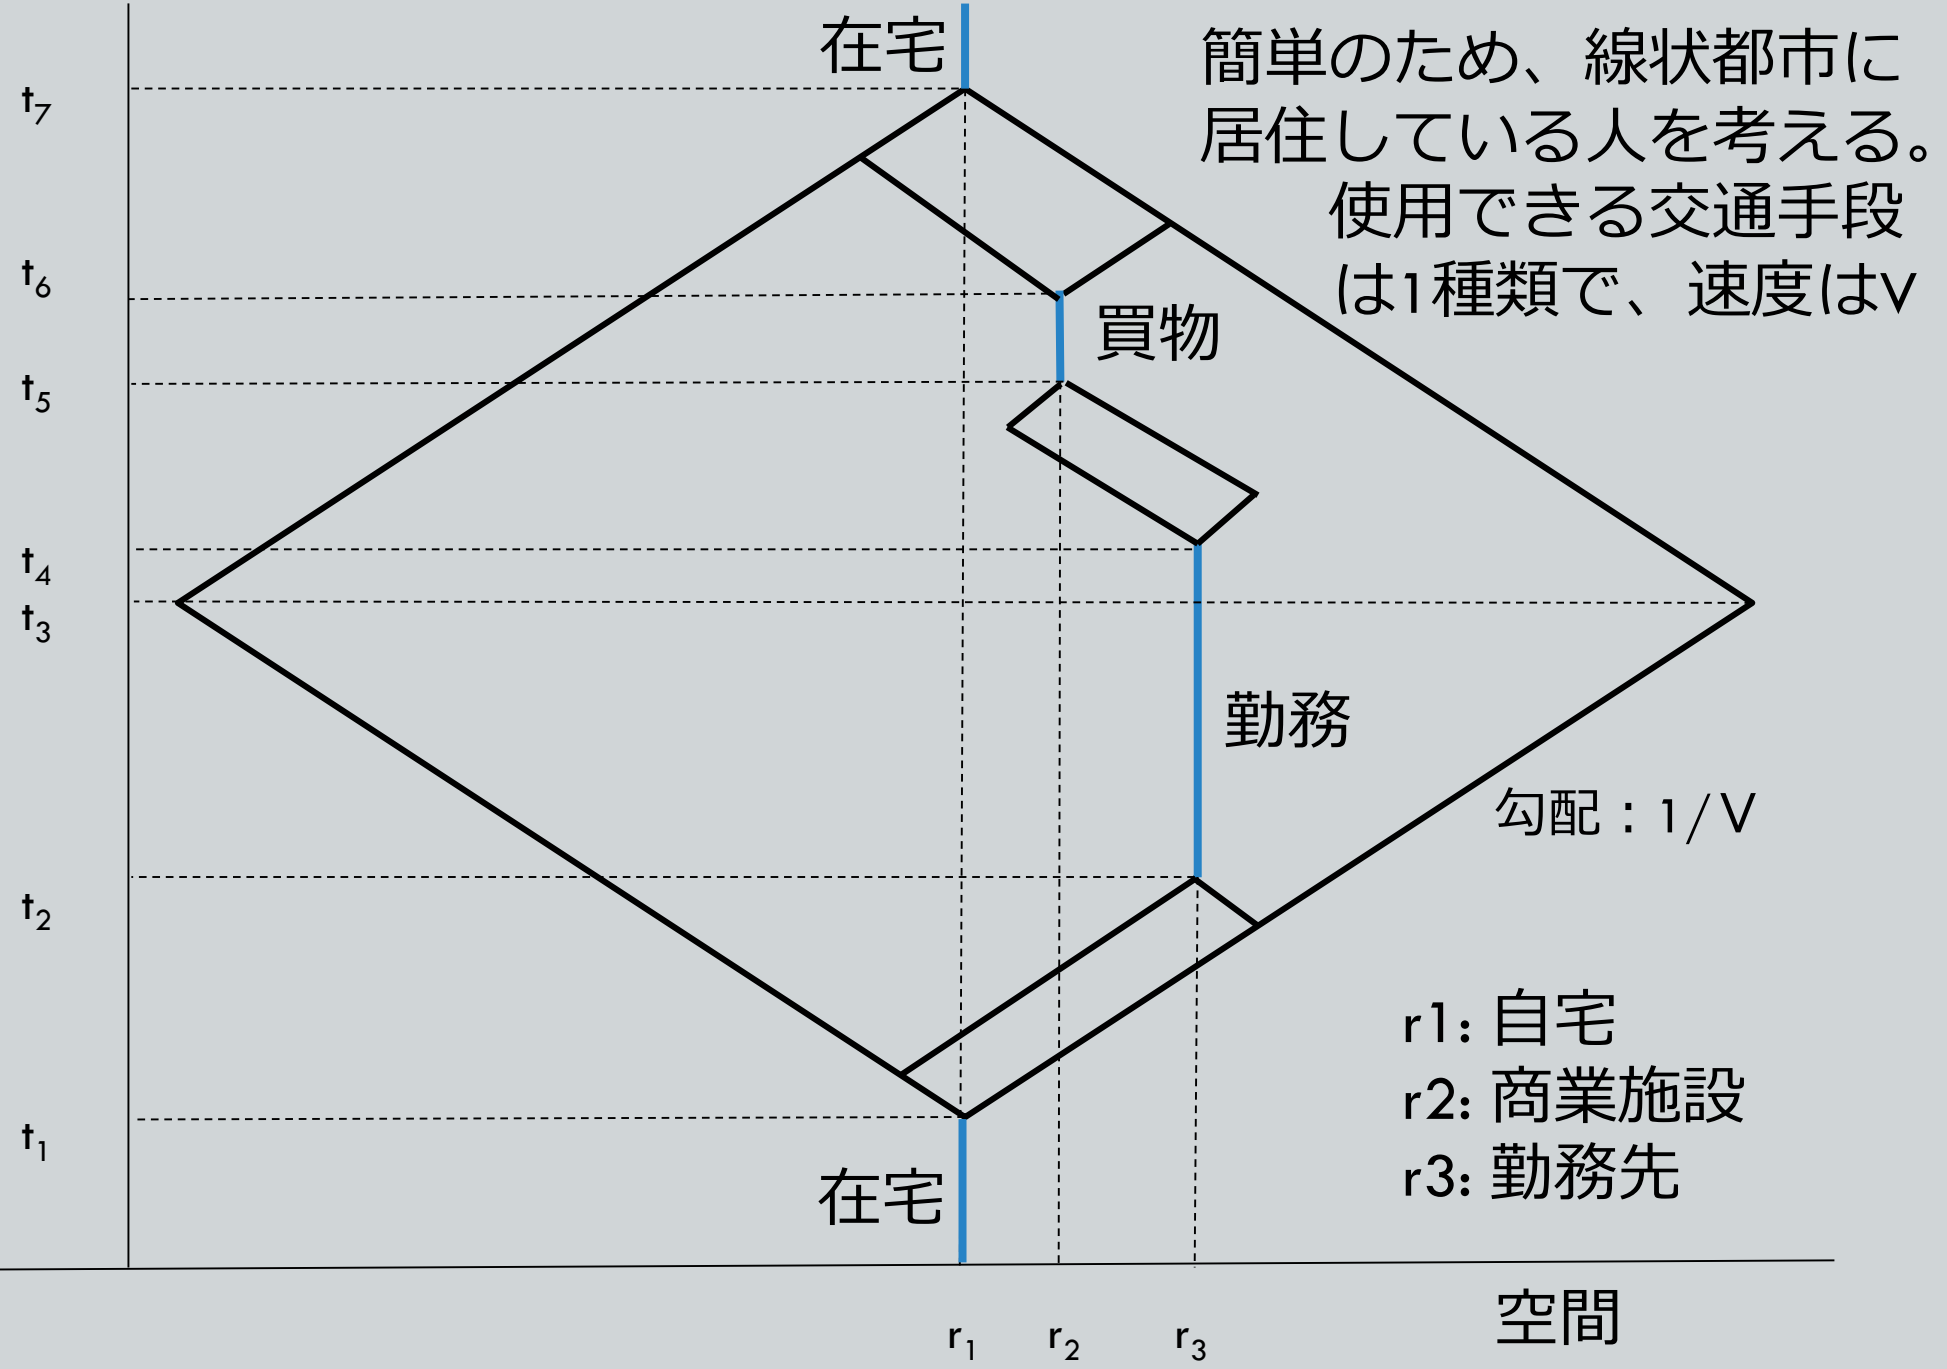 在宅
簡単のため、線状都市に
居住している人を考える。
使用できる交通手段
は1種類で、速度はV
t7
t6
買物
t5
t4
t3
勤務
勾配：1/V
t2
r1: 自宅
r2: 商業施設
r3: 勤務先
t1
在宅
空間
r1
r2
r3